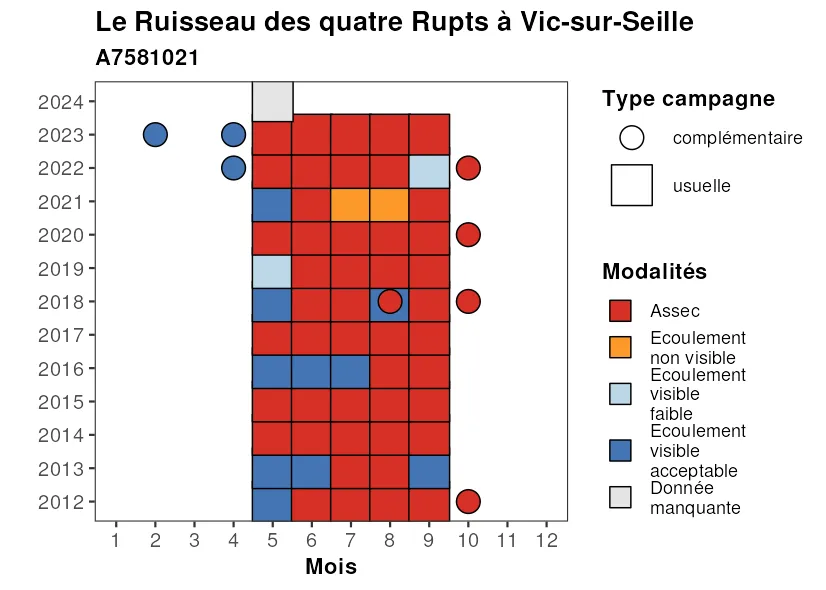 Le Ruisseau des quatre Rupts à Vic-sur-Seille
A7581021
2024
2023
2022
2021
2020
2019
2018
2017
2016
2015
2014
2013
2012
1 2 3 4 5 6 7 8 9 10 11 12
Mois
Type campagne
complémentaire
usuelle
Modalités
Assec
Ecoulement
non visible
Ecoulement
visible
faible
Ecoulement
visible
acceptable
Donnée
manquante